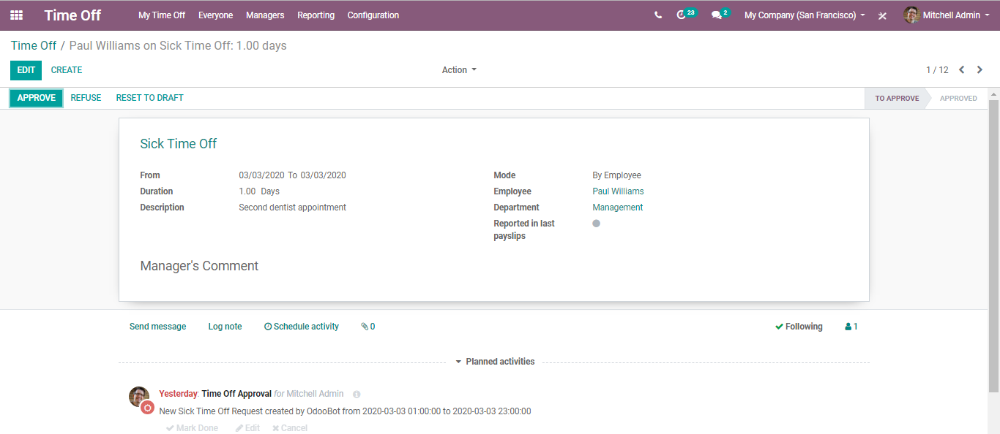 Time Off My Time Off Everyone Managers Reporting Configuration 23 2 My Company (San Francisco) Mitchell Admin
Time Off / Paul Williams on Sick Time Off: 1.00 days
EDIT CREATE Action 1 / 12
APPROVE REFUSE RESET TO DRAFT TO APPROVE APPROVED
Sick Time Off
From 03/03/2020 To 03/03/2020 Mode By Employee
Duration 1.00 Days Employee Paul Williams
Description Second dentist appointment Department Management
Reported in last
payslips
Manager's Comment
Send message Log note Schedule activity 0 Following 1
Planned activities
Yesterday: Time Off Approval for Mitchell Admin
New Sick Time Off Request created by OdooBot from 2020-03-03 01:00:00 to 2020-03-03 23:00:00
Mark Done Edit Cancel